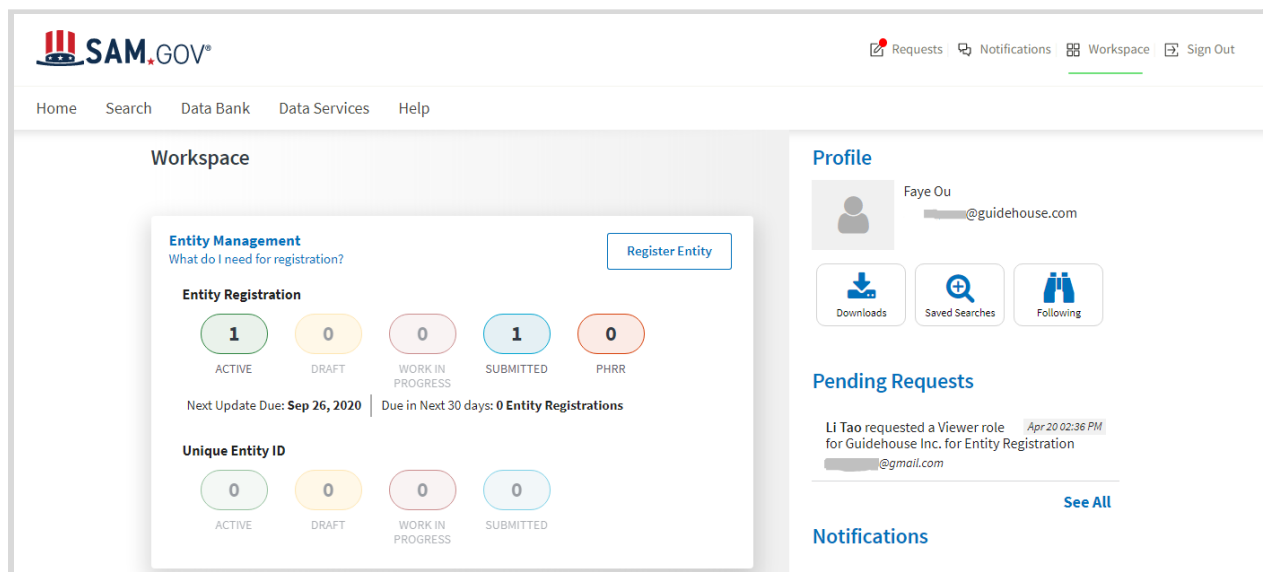 SAM.GOV®
Requests Notifications Workspace Sign Out
Home Search Data Bank Data Services Help
Workspace
Entity Management
What do I need for registration?
Register Entity
Entity Registration
1 0 0 1 0
ACTIVE DRAFT WORK IN PROGRESS SUBMITTED PHRR
Next Update Due: Sep 26, 2020 Due in Next 30 days: 0 Entity Registrations
Unique Entity ID
0 0 0 0
ACTIVE DRAFT WORK IN PROGRESS SUBMITTED
Profile
Faye Ou
@guidehouse.com
Downloads Saved Searches Following
Pending Requests
Li Tao requested a Viewer role Apr 20 02:36 PM
for Guidehouse Inc. for Entity Registration
@gmail.com
See All
Notifications